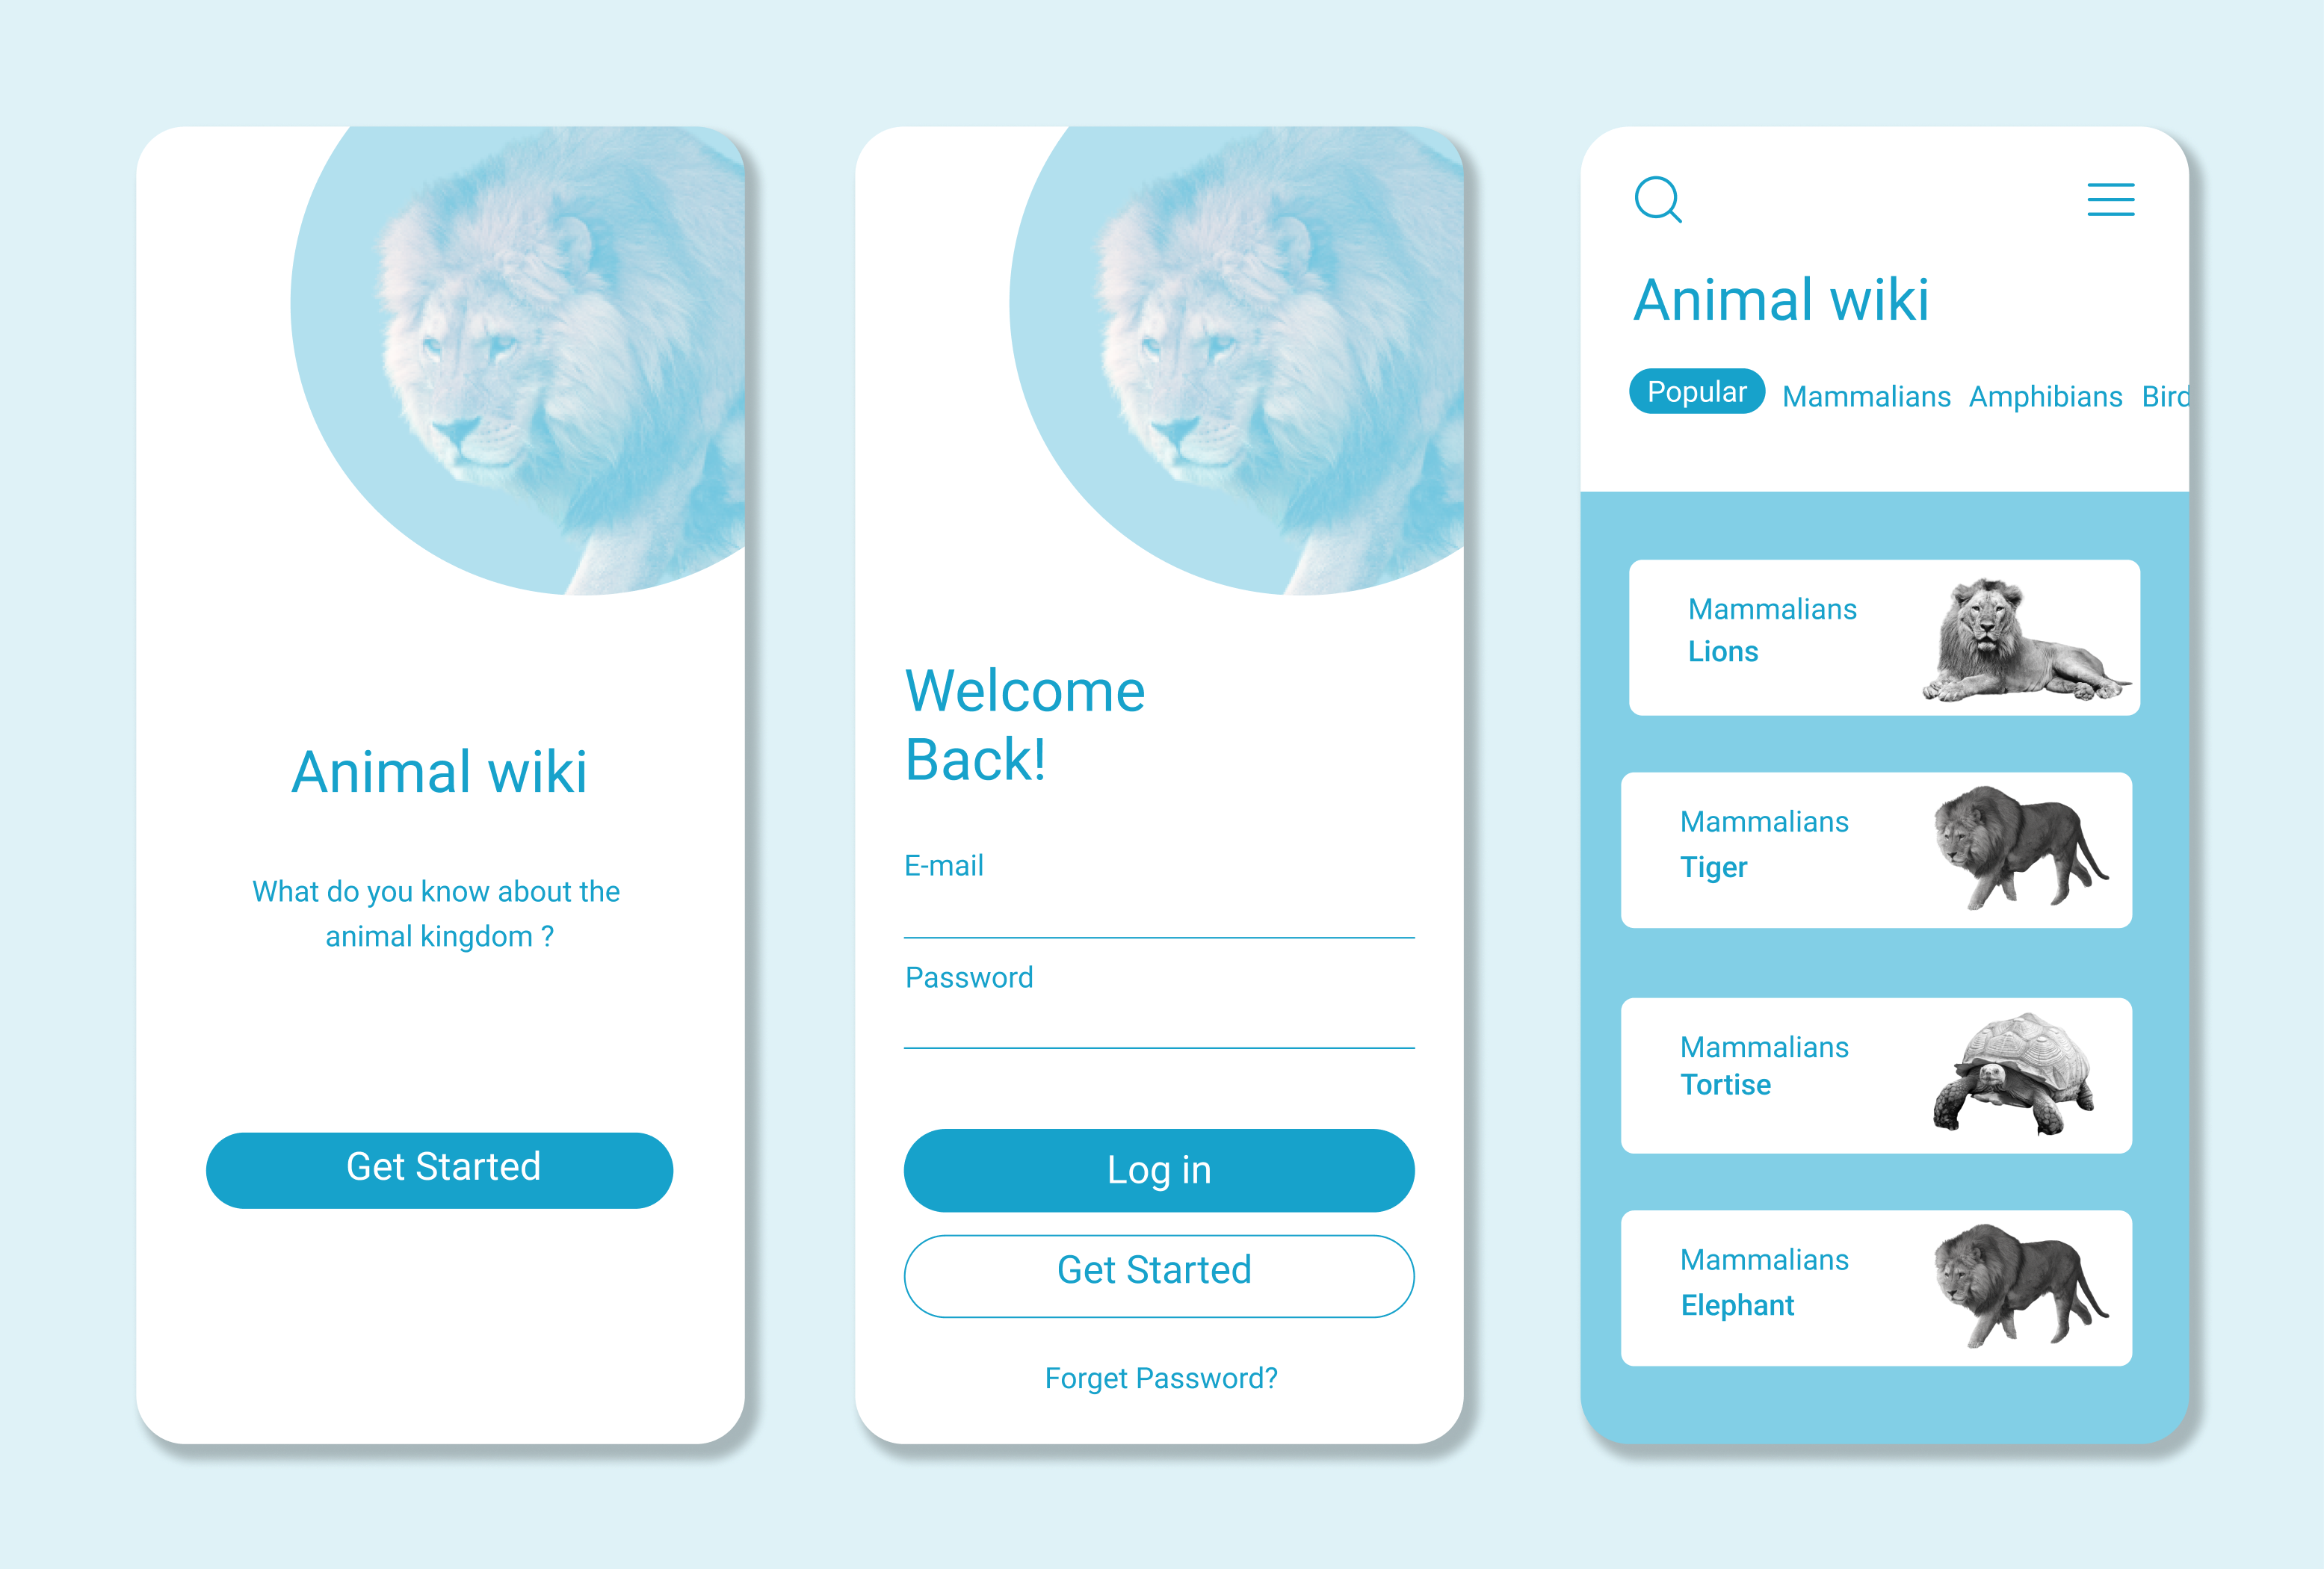 Animal wiki
What do you know about the
animal kingdom ?
Get Started
Welcome
Back!
E-mail
Password
Log in
Get Started
Forget Password?
Animal wiki
Popular Mammalians Amphibians Bird
Mammalians
Lions
Mammalians
Tiger
Mammalians
Tortise
Mammalians
Elephant